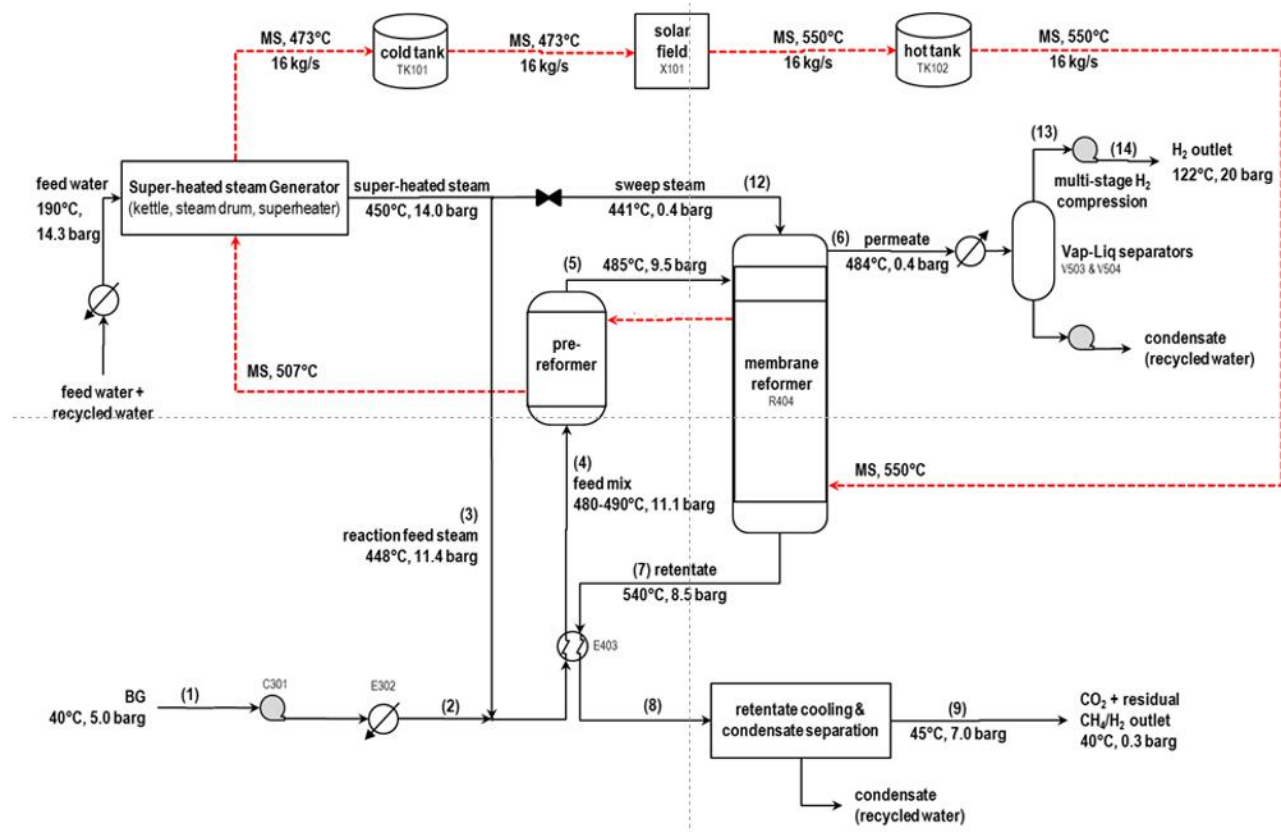 MS, 473°C
16 kg/s
cold tank
TK101
MS, 473°C
16 kg/s
solar
field
X101
MS, 550°C
16 kg/s
hot tank
TK102
MS, 550°C
16 kg/s
feed water
190°C,
14.3 barg
Super-heated steam Generator
(kettle, steam drum, superheater)
super-heated steam
450°C, 14.0 barg
sweep steam
441°C, 0.4 barg
(12)
(13)
(14)
H₂ outlet
122°C, 20 barg
multi-stage H₂
compression
(6)
permeate
484°C, 0.4 barg
Vap-Liq separators
V503 & V504
(5)
485°C, 9.5 barg
pre-
reformer
membrane
reformer
R404
condensate
(recycled water)
MS, 507°C
feed water +
recycled water
MS, 550°C
(4)
feed mix
480-490°C, 11.1 barg
(3)
reaction feed steam
448°C, 11.4 barg
(7) retentate
540°C, 8.5 barg
E403
BG
40°C, 5.0 barg
(1)
C301
E302
(2)
(8)
retentate cooling &
condensate separation
(9)
45°C, 7.0 barg
CO₂ + residual
CH₄/H₂ outlet
40°C, 0.3 barg
condensate
(recycled water)